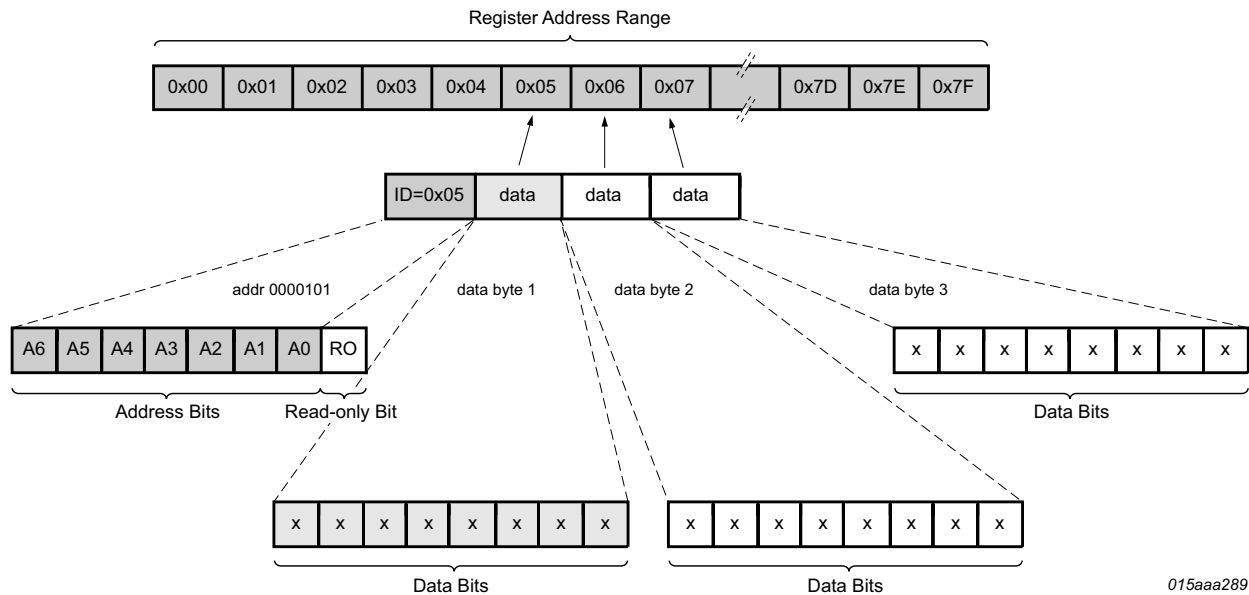 Register Address Range
0x00 0x01 0x02 0x03 0x04 0x05 0x06 0x07 0x7D 0x7E 0x7F
ID=0x05 data data data
addr 0000101 data byte 1 data byte 2 data byte 3
A6 A5 A4 A3 A2 A1 A0 RO x x x x x x x x
Address Bits Read-only Bit Data Bits
x x x x x x x x x x x x x x x x
Data Bits Data Bits
015aaa289